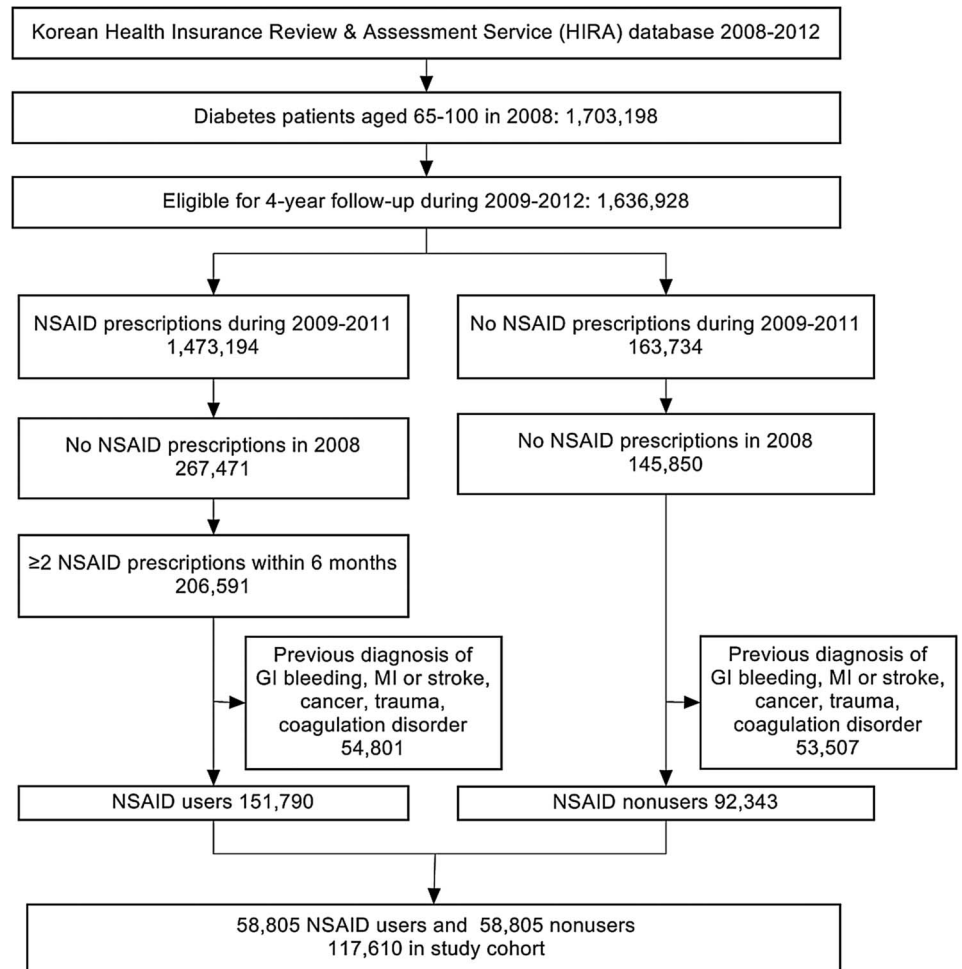 Korean Health Insurance Review & Assessment Service (HIRA) database 2008-2012
Diabetes patients aged 65-100 in 2008: 1,703,198
Eligible for 4-year follow-up during 2009-2012: 1,636,928
NSAID prescriptions during 2009-2011
1,473,194
No NSAID prescriptions during 2009-2011
163,734
No NSAID prescriptions in 2008
267,471
No NSAID prescriptions in 2008
145,850
≥2 NSAID prescriptions within 6 months
206,591
Previous diagnosis of
GI bleeding, MI or stroke,
cancer, trauma,
coagulation disorder
54,801
Previous diagnosis of
GI bleeding, MI or stroke,
cancer, trauma,
coagulation disorder
53,507
NSAID users 151,790
NSAID nonusers 92,343
58,805 NSAID users and 58,805 nonusers
117,610 in study cohort